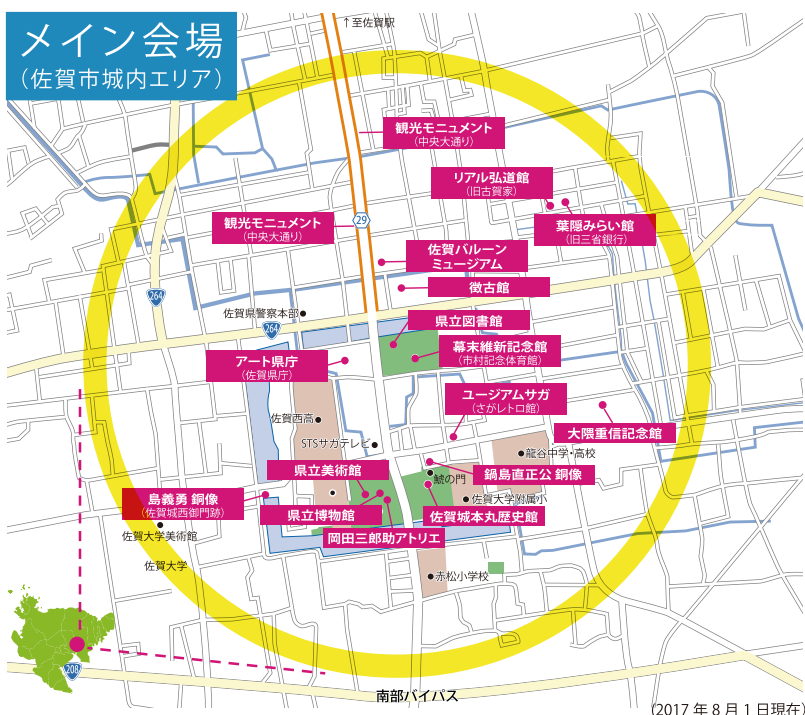 メイン会場
（佐賀市城内エリア）
↑至佐賀駅
観光モニュメント
（中央大通り）
リアル弘道館
（旧古賀家）
観光モニュメント
（中央大通り）
29
葉隠みらい館
（旧三省銀行）
佐賀バルーン
ミュージアム
徴古館
264
佐賀県警察本部
264
県立図書館
幕末維新記念館
（市村記念体育館）
アート県庁
（佐賀県庁）
ユージアムサガ
（さがレトロ館）
佐賀西高
大隈重信記念館
STSサガテレビ
龍谷中学・高校
県立美術館
鍋島直正公 銅像
鯱の門
島義勇 銅像
（佐賀城西御門跡）
佐賀大学附属小
県立博物館
佐賀城本丸歴史館
佐賀大学美術館
岡田三郎助アトリエ
佐賀大学
赤松小学校
208
南部バイパス
（2017 年 8 月 1 日現在）